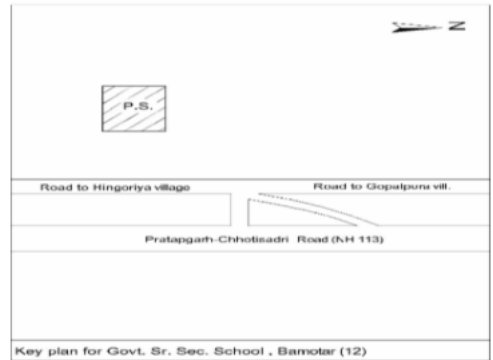 N
P.S.
Road to Hingoriya village
Road to Gopalpura vill.
Pratapgarh-Chhotisadri Road (NH 113)
Key plan for Govt. Sr. Sec. School , Bamotar (12)